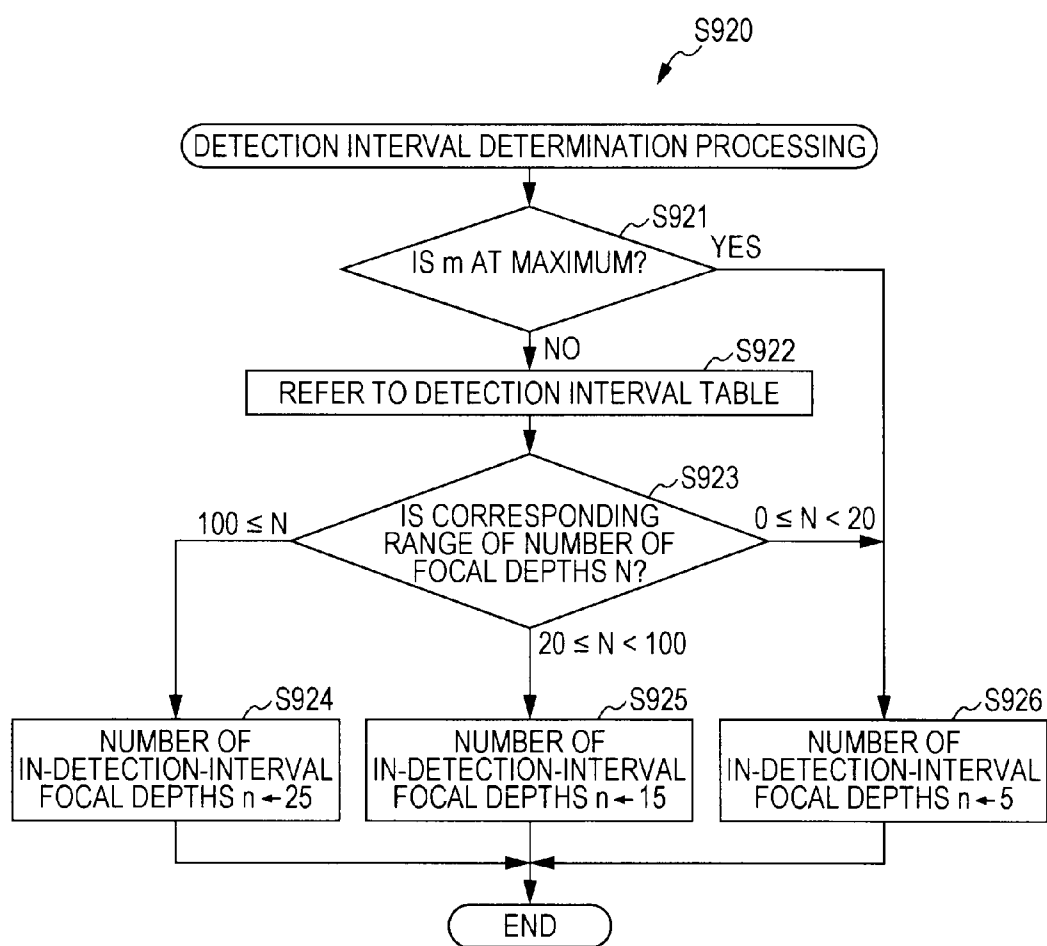 S920
DETECTION INTERVAL DETERMINATION PROCESSING
S921
IS m AT MAXIMUM?
YES
NO
S922
REFER TO DETECTION INTERVAL TABLE
S923
IS CORRESPONDING
RANGE OF NUMBER OF
FOCAL DEPTHS N?
100 ≤ N
0 ≤ N < 20
20 ≤ N < 100
S924
NUMBER OF
IN-DETECTION-INTERVAL
FOCAL DEPTHS n ← 25
S925
NUMBER OF
IN-DETECTION-INTERVAL
FOCAL DEPTHS n ← 15
S926
NUMBER OF
IN-DETECTION-INTERVAL
FOCAL DEPTHS n ← 5
END